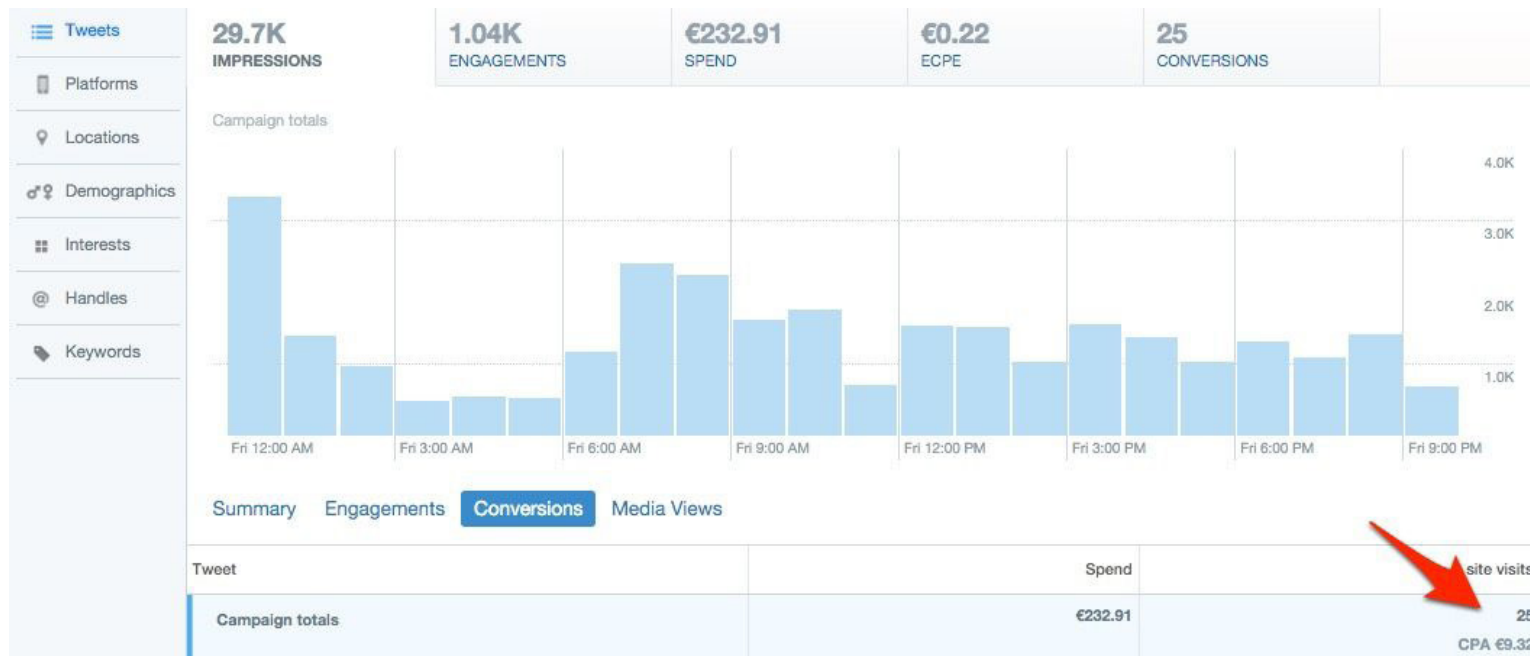 Tweets
Platforms
Locations
Demographics
Interests
@ Handles
Keywords
29.7K
IMPRESSIONS
1.04K
ENGAGEMENTS
€232.91
SPEND
€0.22
ECPE
25
CONVERSIONS
Campaign totals
4.0K
3.0K
2.0K
1.0K
Fri 12:00 AM Fri 3:00 AM Fri 6:00 AM Fri 9:00 AM Fri 12:00 PM Fri 3:00 PM Fri 6:00 PM Fri 9:00 PM
Summary Engagements Conversions Media Views
Tweet Spend site visits
Campaign totals €232.91 25
CPA €9.32